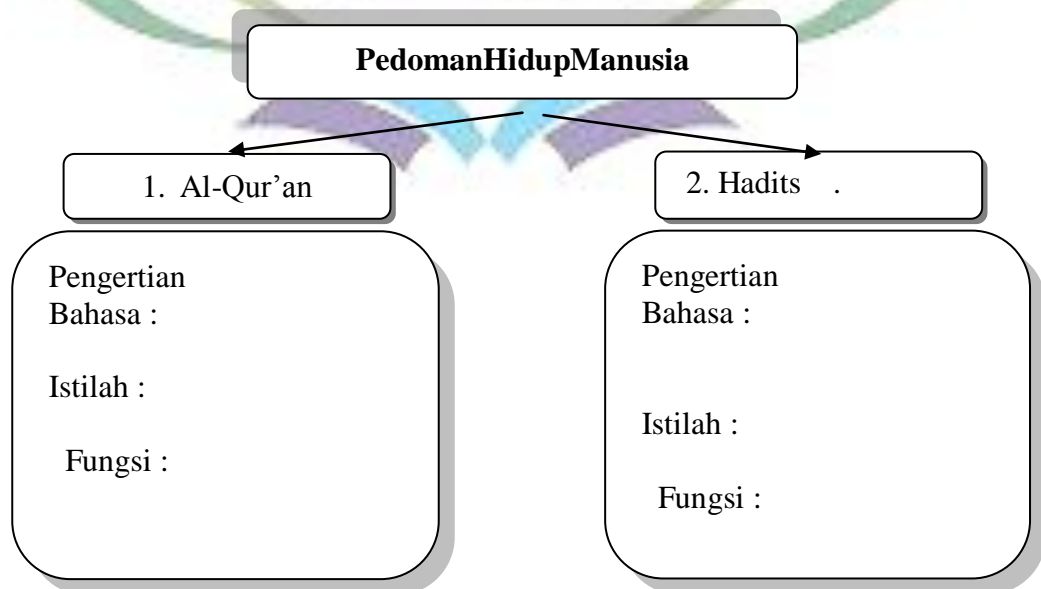 PedomanHidupManusia
1. Al-Qur’an
2. Hadits .
Pengertian
Bahasa :
Istilah :
Fungsi :
Pengertian
Bahasa :
Istilah :
Fungsi :